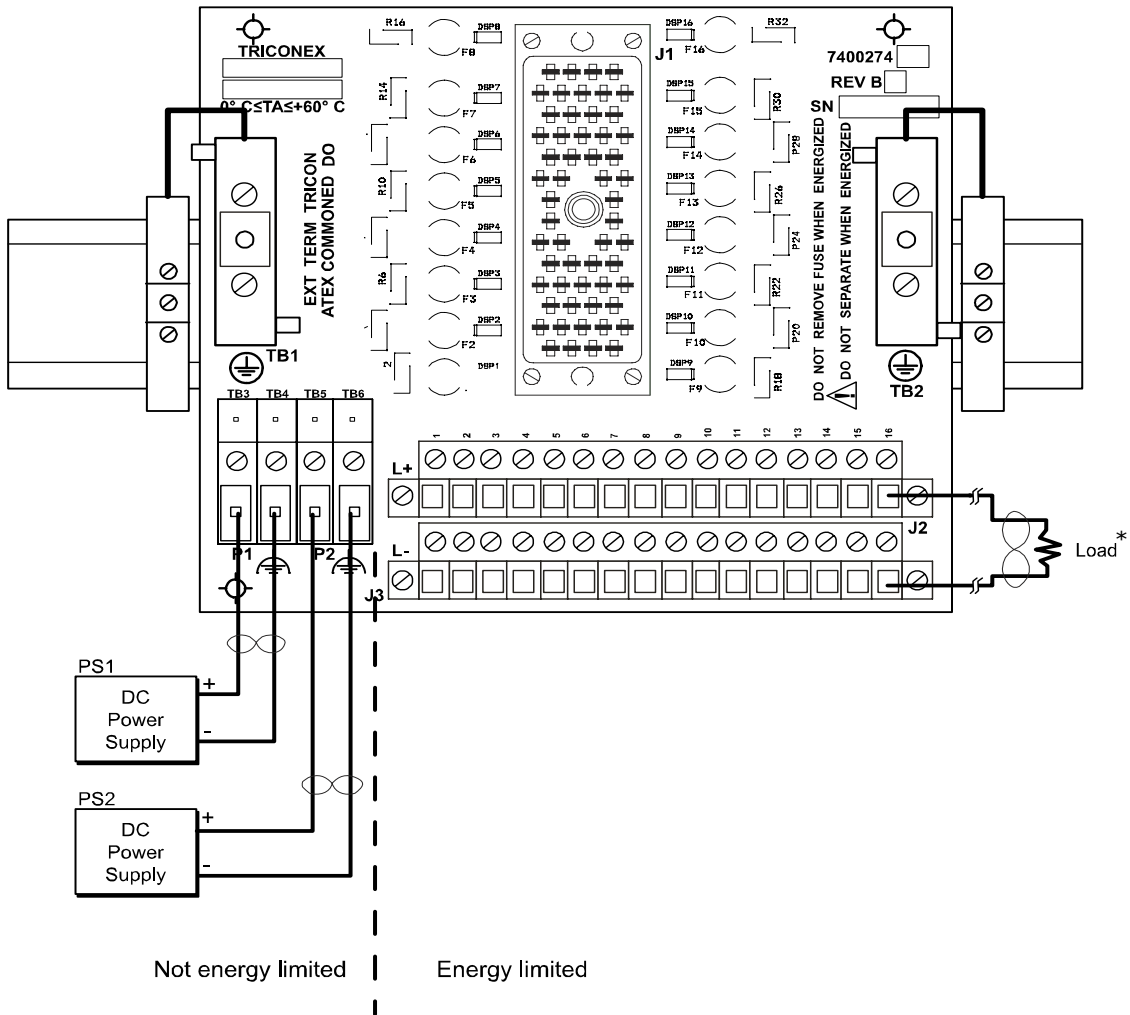 R16
F8
DSP8
J1
DSP16
F16
R32
TRICONEX
7400274
REV B
SN
0° C≤TA≤+60° C
R14
F7
DSP7
DSP15
F15
R30
F6
DSP6
DSP14
F14
P28
R10
F5
DSP5
DSP13
F13
R26
F4
DSP4
DSP12
F12
P24
R6
F3
DSP3
DSP11
F11
R22
F2
DSP2
DSP10
F10
P20
2
DSP1
DSP9
F9
R18
EXT TERM TRICON
ATEX COMMONED DO
DO NOT REMOVE FUSE WHEN ENERGIZED
DO NOT SEPARATE WHEN ENERGIZED
!
TB1
TB2
TB3 TB4 TB5 TB6
1 2 3 4 5 6 7 8 9 10 11 12 13 14 15 16
L+
J2
L-
J3
P1 P2
Load*
PS1
DC
Power
Supply
+
-
PS2
DC
Power
Supply
+
-
Not energy limited
Energy limited